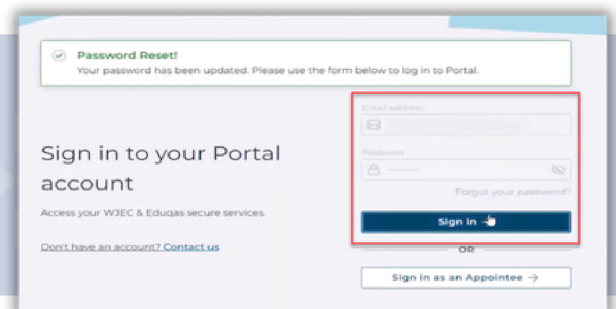 Password Reset!
Your password has been updated. Please use the form below to log in to Portal.
Sign in to your Portal
account
Access your WJEC & Eduqas secure services.
Don't have an account? Contact us
Email address
Password
Forgot your password?
Sign in
OR
Sign in as an Appointee →